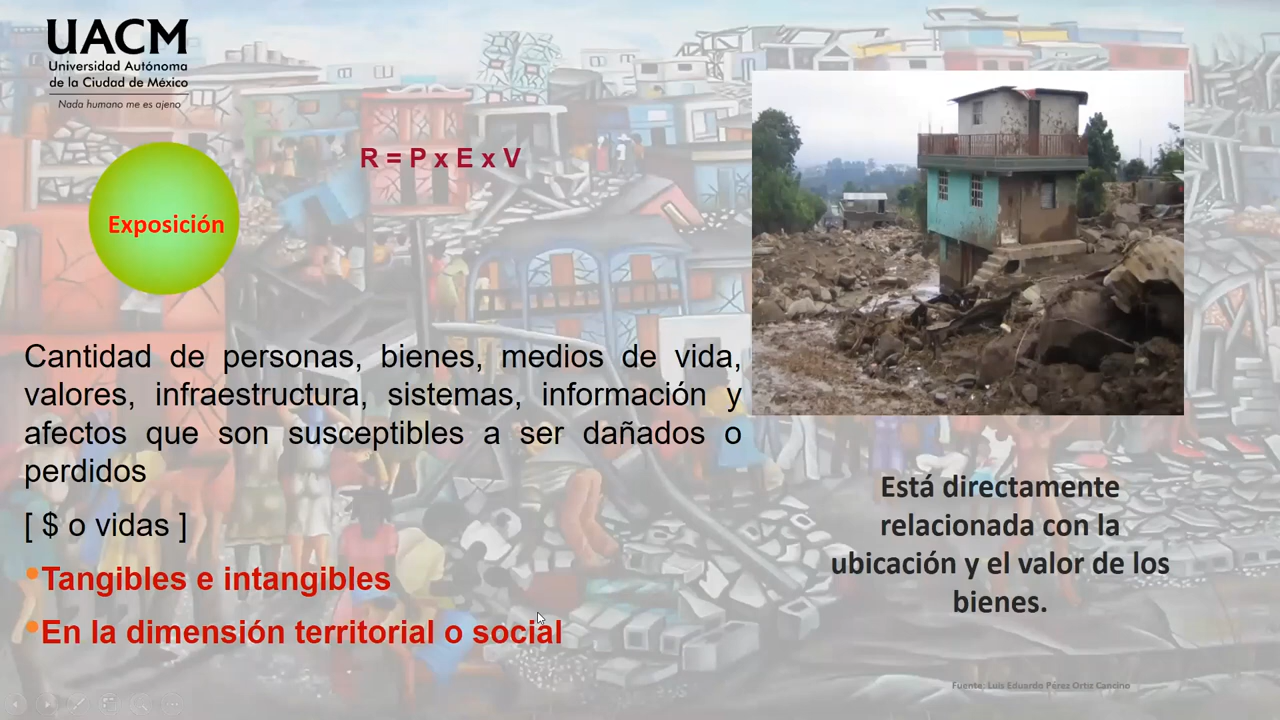 UACM
Universidad Autónoma
de la Ciudad de México
Nada humano me es ajeno
R = P x E x V
Exposición
Cantidad de personas, bienes, medios de vida,
valores, infraestructura, sistemas, información y
afectos que son susceptibles a ser dañados o
perdidos
[ $ o vidas ]
•Tangibles e intangibles
•En la dimensión territorial o social
Está directamente
relacionada con la
ubicación y el valor de los
bienes.
Fuente: Luis Eduardo Pérez Ortiz Cancino